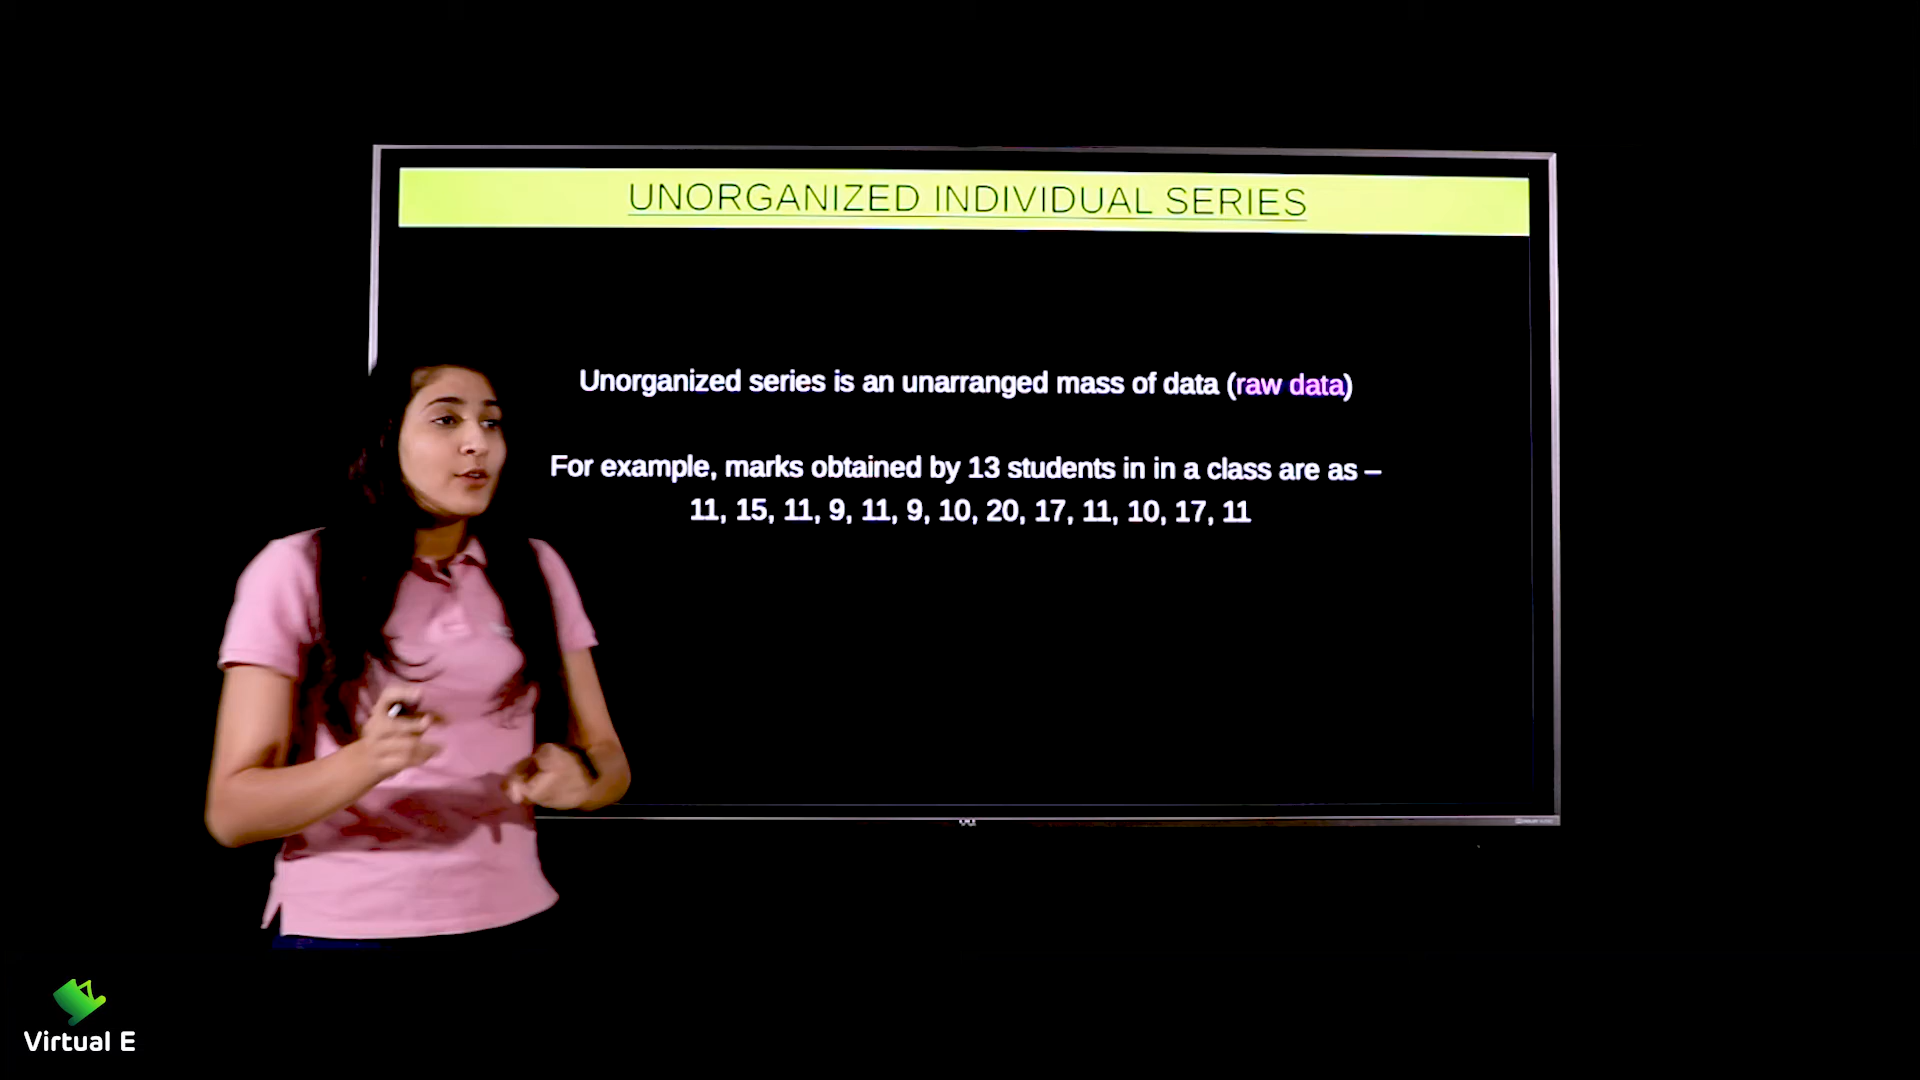 UNORGANIZED INDIVIDUAL SERIES
Unorganized series is an unarranged mass of data (raw data)
For example, marks obtained by 13 students in in a class are as –
11, 15, 11, 9, 11, 9, 10, 20, 17, 11, 10, 17, 11
Virtual E